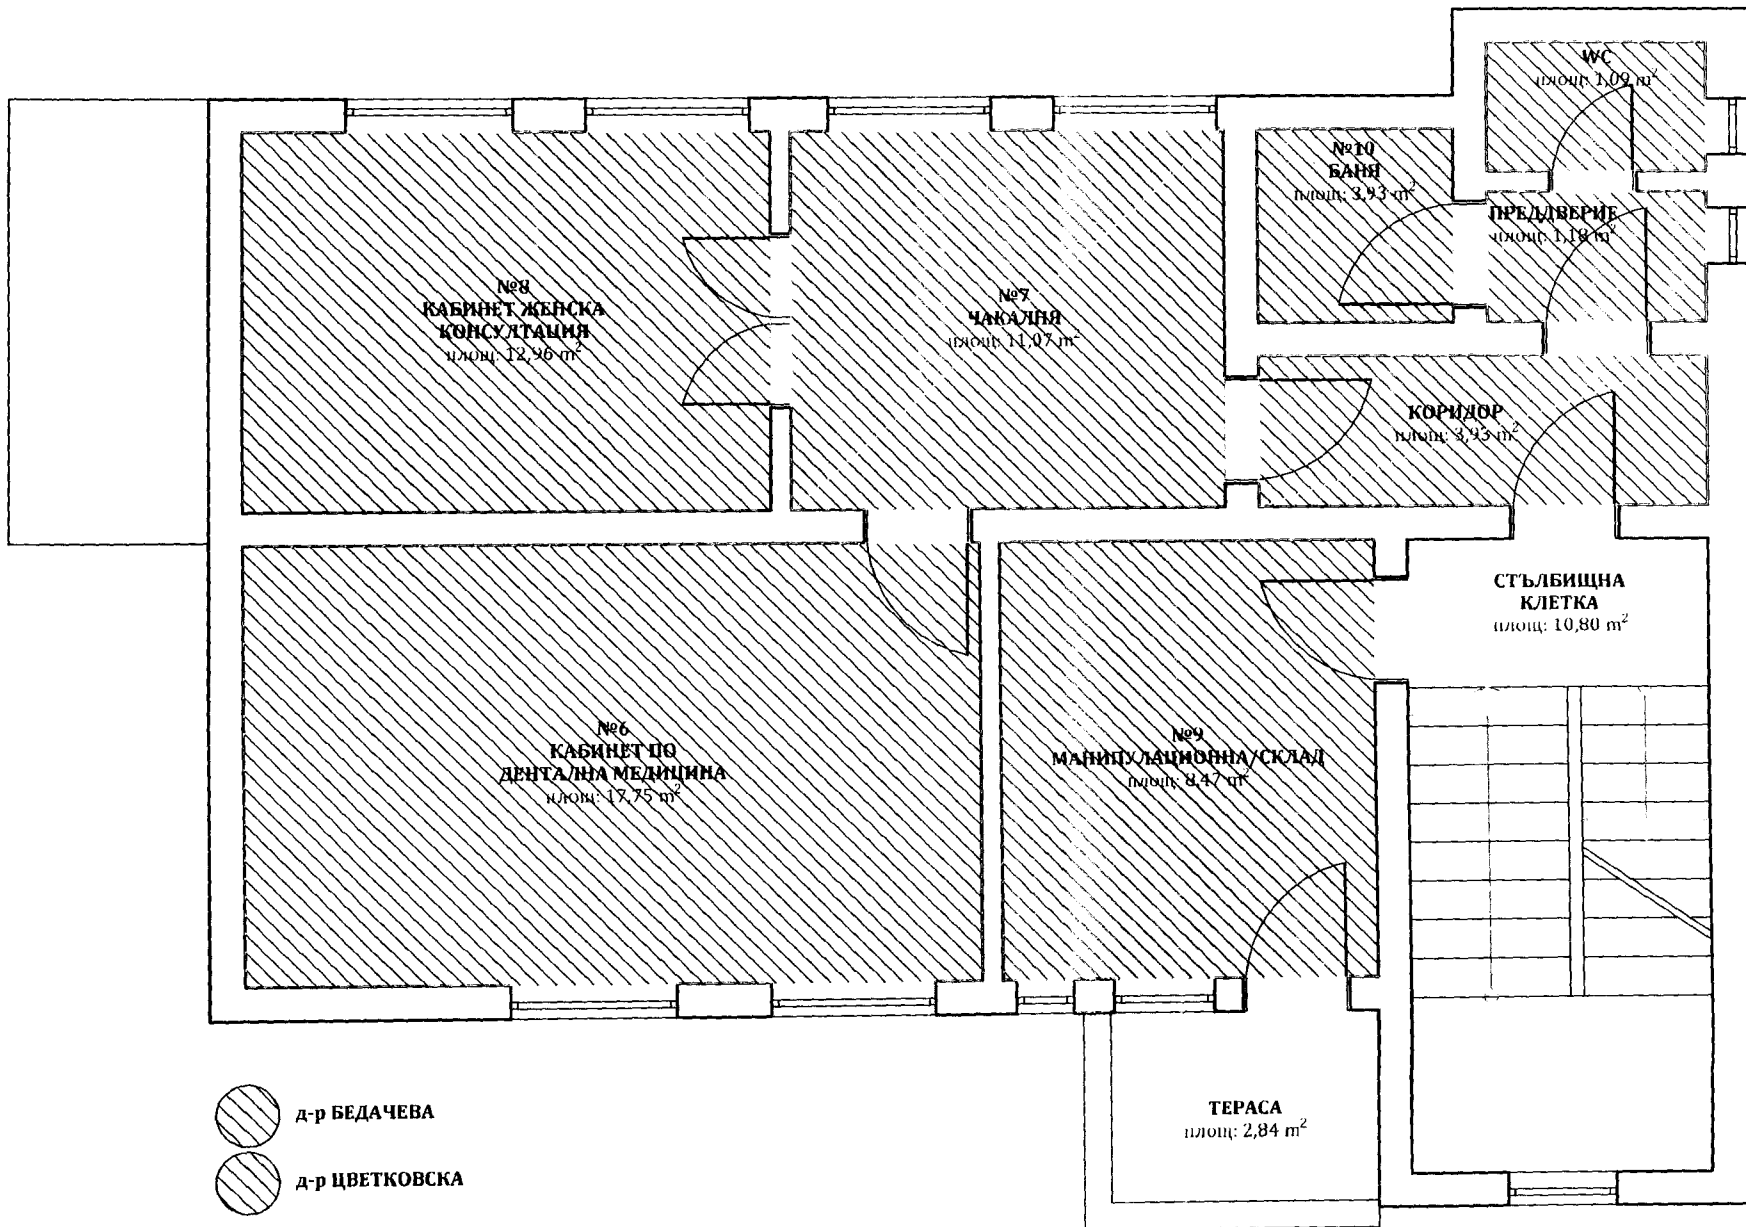 WC
площ: 1,09 m²
№10
БАНЯ
площ: 3,93 m²
ПРЕДДВЕРИЕ
площ: 1,18 m²
№8
КАБИНЕТ ЖЕНСКА
КОНСУЛТАЦИЯ
площ: 12,96 m²
№7
ЧАКАЛНЯ
площ: 11,07 m²
КОРИДОР
площ: 3,93 m²
СТЪЛБИЩНА
КЛЕТКА
площ: 10,80 m²
№6
КАБИНЕТ ПО
ДЕНТАЛНА МЕДИЦИНА
площ: 17,75 m²
№9
МАНИПУЛАЦИОННА/СКЛАД
площ: 8,47 m²
ТЕРАСА
площ: 2,84 m²
д-р БЕДАЧЕВА
д-р ЦВЕТКОВСКА